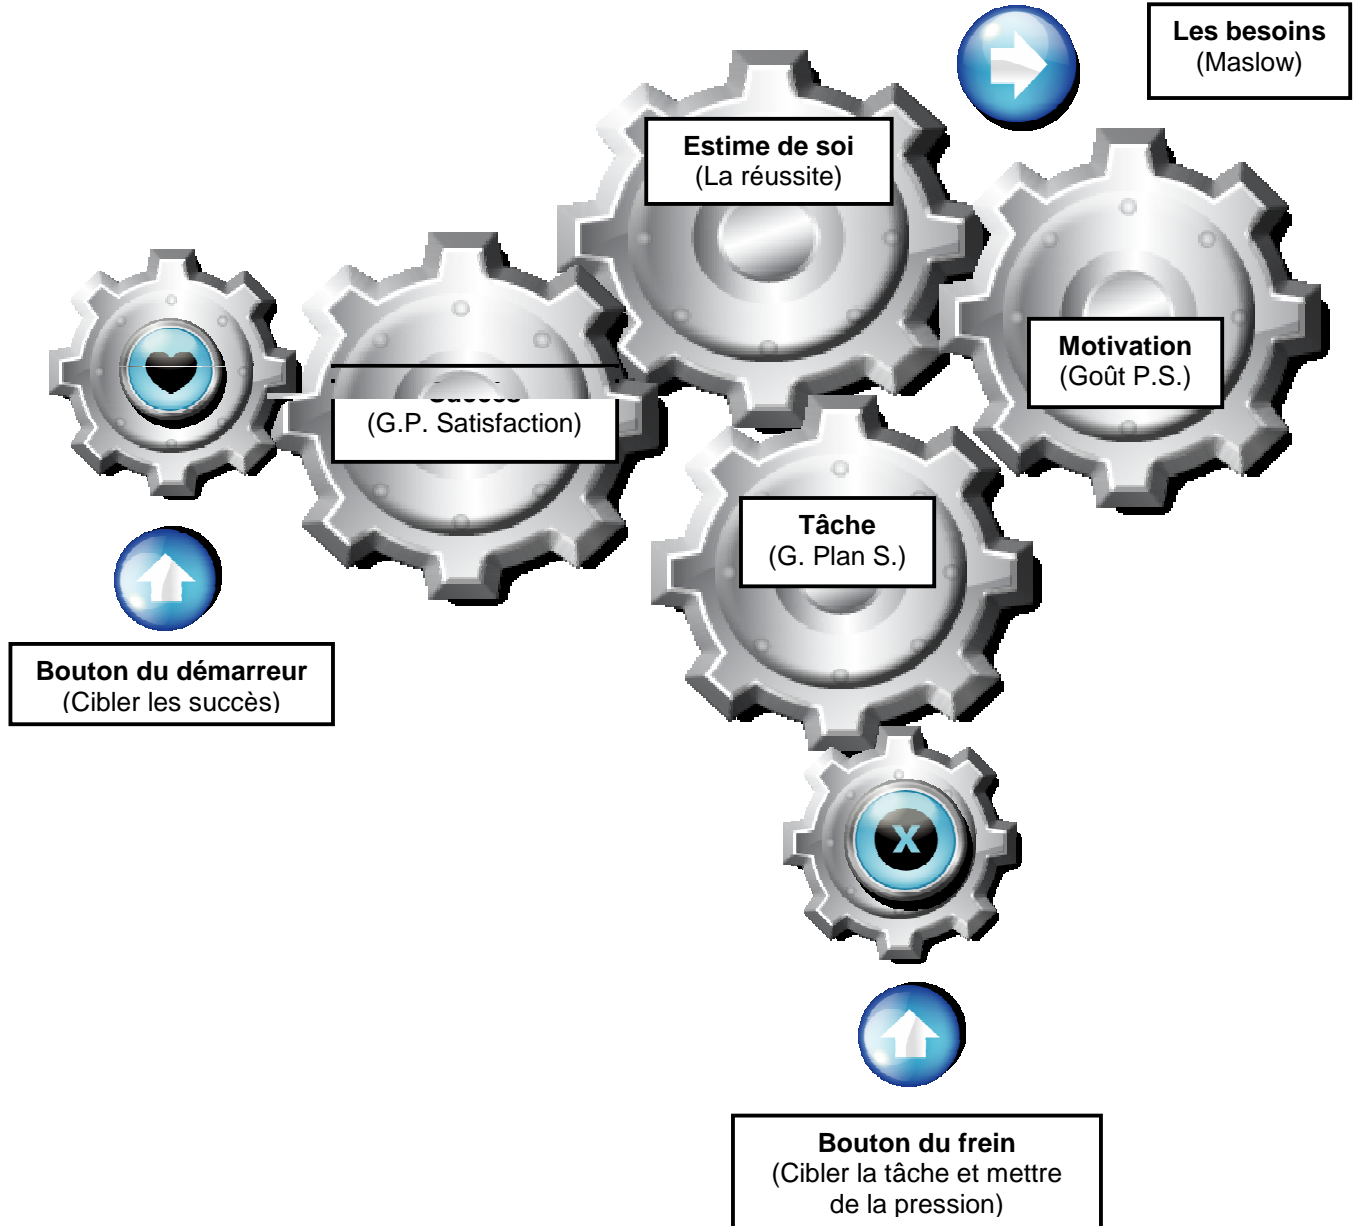 Les besoins
(Maslow)
Estime de soi
(La réussite)
Motivation
(Goût P.S.)
Succès
(G.P. Satisfaction)
Tâche
(G. Plan S.)
Bouton du démarreur
(Cibler les succès)
X
Bouton du frein
(Cibler la tâche et mettre
de la pression)